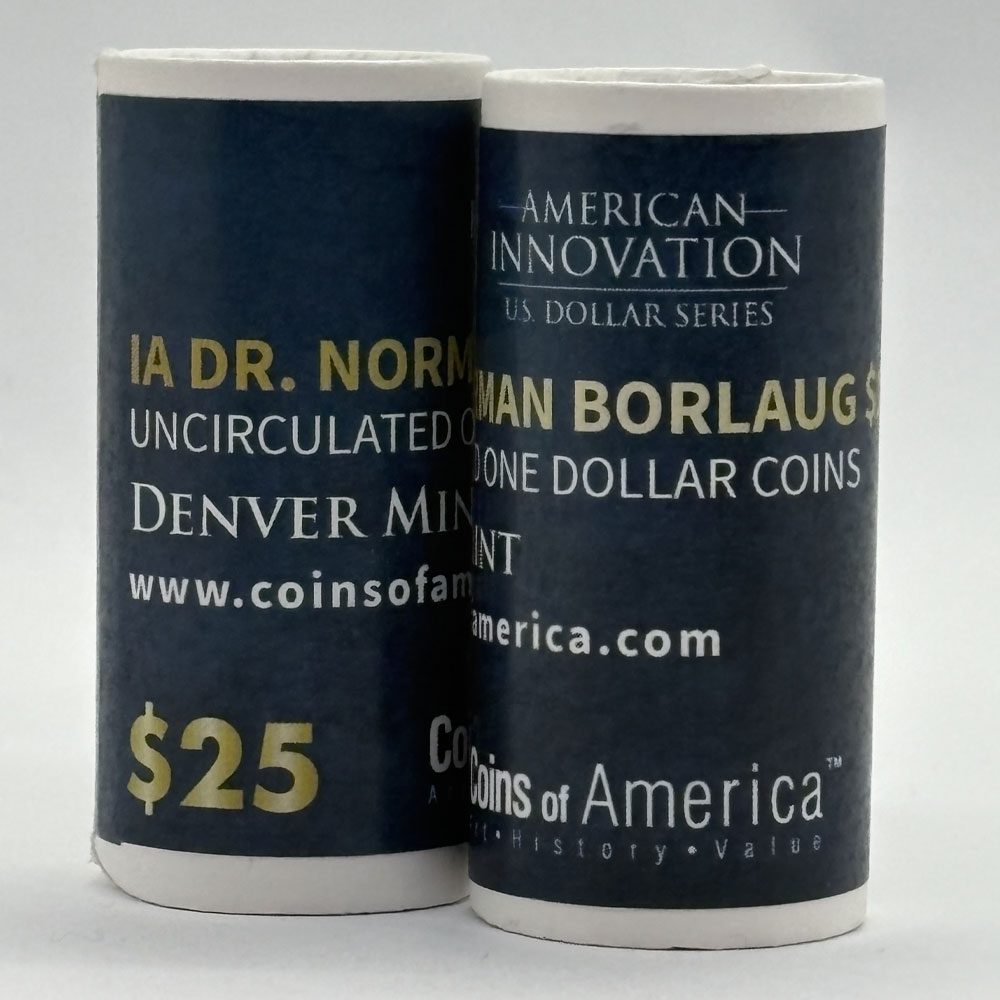 IA DR. NORM
UNCIRCULATED O
DENVER MIN
www.coinsofam
$25
Co
A
AMERICAN
INNOVATION
U.S. DOLLAR SERIES
MAN BORLAUG $
ONE DOLLAR COINS
INT
america.com
Coins of America™
• History • Value